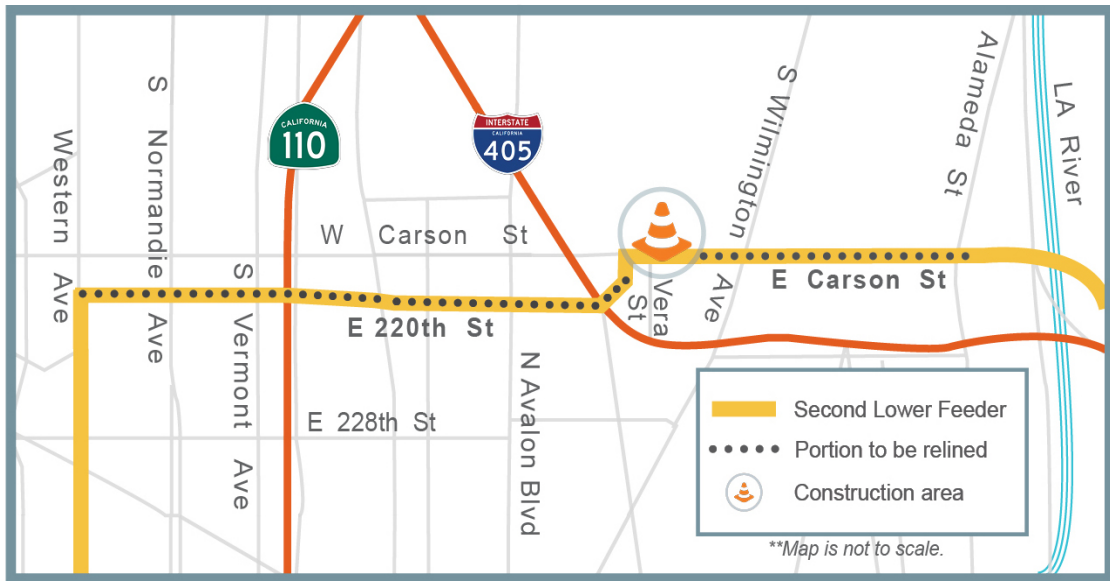 Western Ave
S Normandie Ave
S Vermont Ave
CALIFORNIA
110
INTERSTATE
CALIFORNIA
405
W Carson St
E 220th St
E 228th St
N Avalon Blvd
Vera St
S Wilmington Ave
E Carson St
Alameda St
LA River
Second Lower Feeder
Portion to be relined
Construction area
**Map is not to scale.